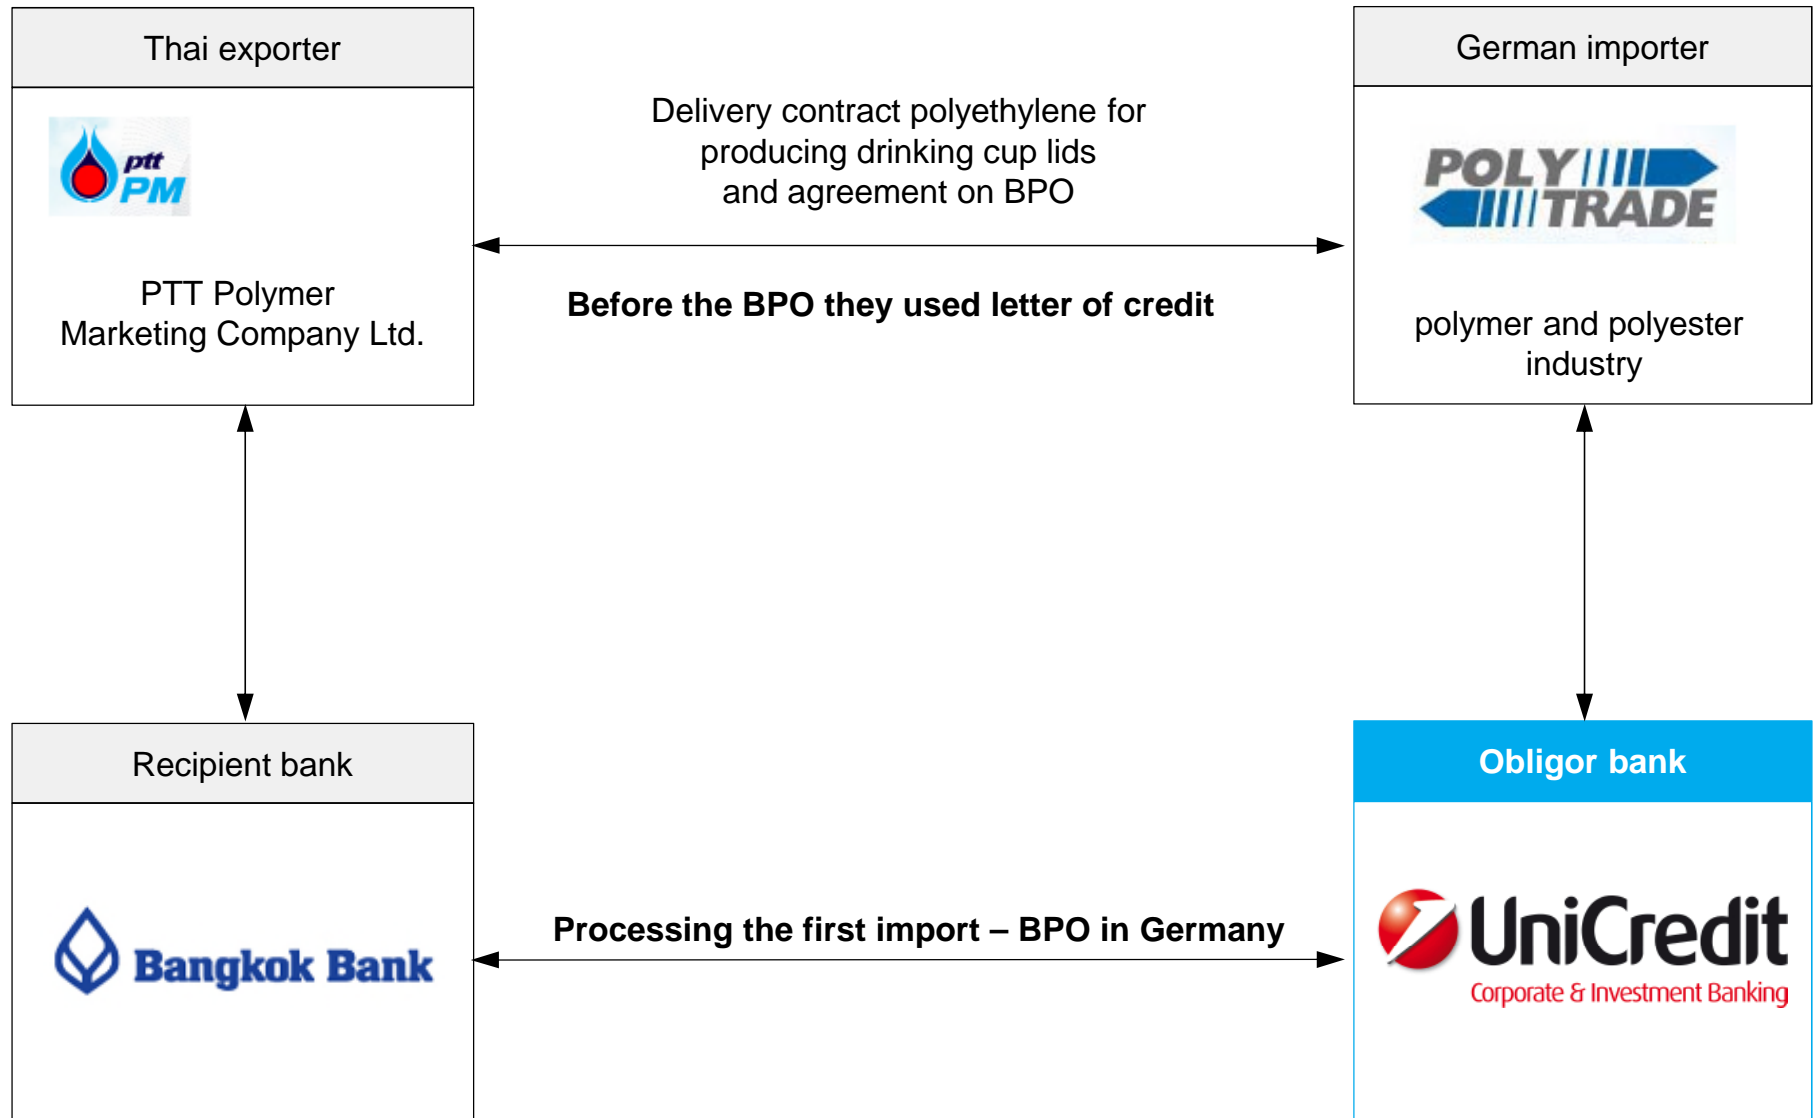 Thai exporter
ptt
PM
PTT Polymer
Marketing Company Ltd.
Delivery contract polyethylene for
producing drinking cup lids
and agreement on BPO
Before the BPO they used letter of credit
German importer
POLY
TRADE
polymer and polyester
industry
Recipient bank
Bangkok Bank
Processing the first import – BPO in Germany
Obligor bank
UniCredit
Corporate & Investment Banking